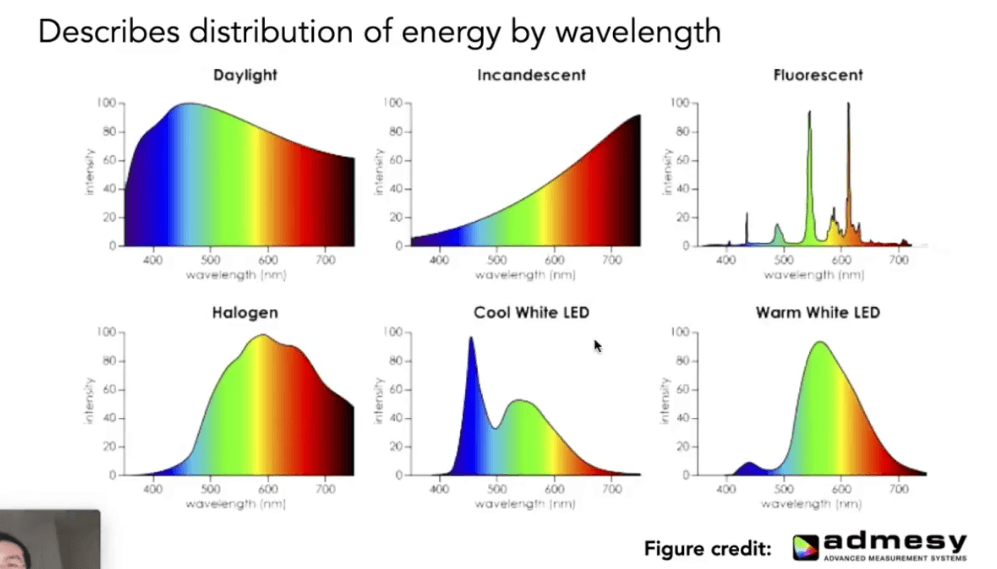 Describes distribution of energy by wavelength
Daylight
Incandescent
Fluorescent
100
80
60
40
20
0
intensity
400
500
600
700
wavelength (nm)
100
80
60
40
20
0
intensity
400
500
600
700
wavelength (nm)
100
80
60
40
20
0
intensity
400
500
600
700
wavelength (nm)
Halogen
Cool White LED
Warm White LED
100
80
60
40
20
0
intensity
400
500
600
700
wavelength (nm)
100
80
60
40
20
0
intensity
400
500
600
700
wavelength (nm)
100
80
60
40
20
0
intensity
400
500
600
700
wavelength (nm)
Figure credit:
admesy
ADVANCED MEASUREMENT SYSTEMS